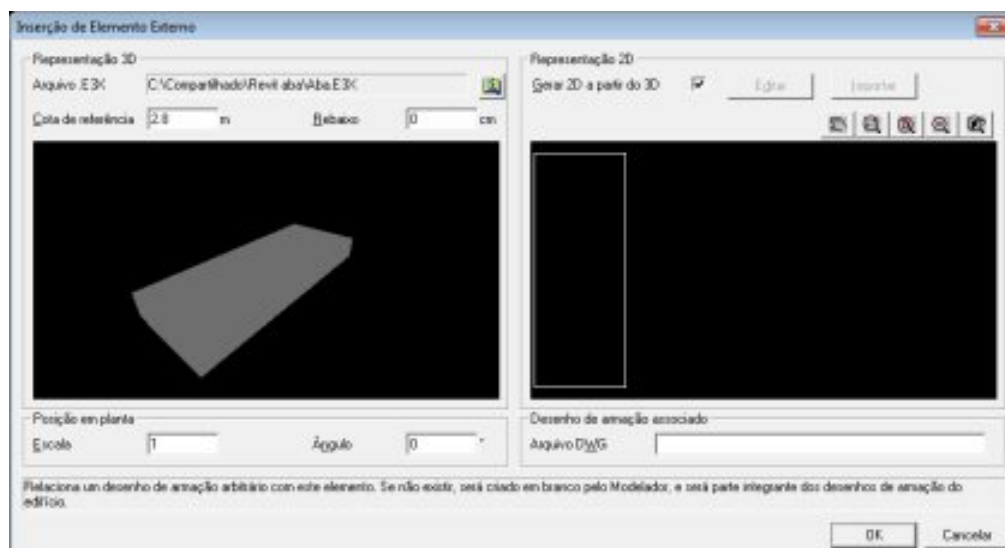 Inserção de Elemento Externo
Representação 3D
Arquivo .E3X C:\Compartilhado\Revit aba\Aba.E3X
Cota de referência 2.8 m Rebaixo 0 cm
Representação 2D
Gerar 2D a partir do 3D Editar Importar
Posição em planta
Escala 1 Ângulo 0 °
Desenho de armação associado
Arquivo DWG
Relaciona um desenho de armação arbitrário com este elemento. Se não existir, será criado em branco pelo Modelador, e será parte integrante dos desenhos de armação do
edifício.
OK Cancelar